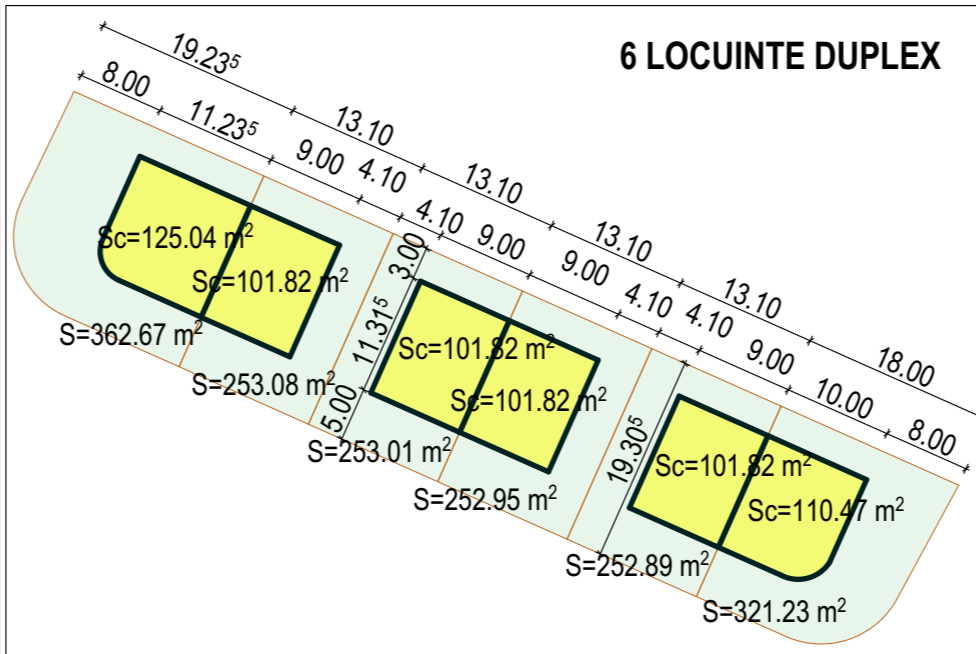 6 LOCUINTE DUPLEX
19.23⁵
13.10
13.10
13.10
13.10
18.00
8.00
11.23⁵
9.00
4.10
4.10
9.00
9.00
4.10
4.10
9.00
10.00
8.00
3.00
11.31⁵
5.00
19.30⁵
Sc=125.04 m²
Sc=101.82 m²
Sc=101.82 m²
Sc=101.82 m²
Sc=101.82 m²
Sc=110.47 m²
S=362.67 m²
S=253.08 m²
S=253.01 m²
S=252.95 m²
S=252.89 m²
S=321.23 m²